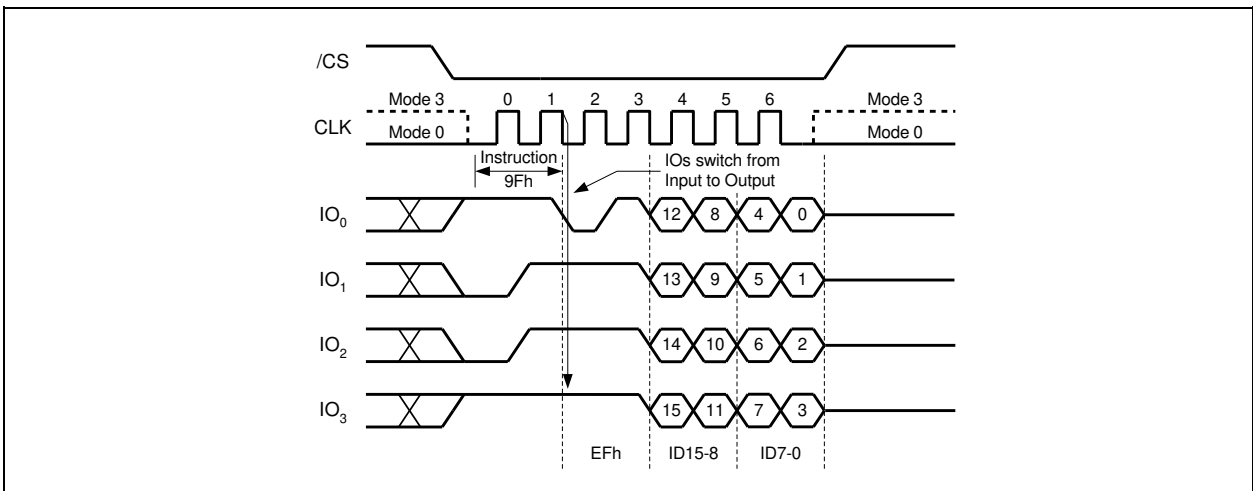 /CS
Mode 3 0 1 2 3 4 5 6 Mode 3
CLK Mode 0 Mode 0
Instruction IOs switch from
9Fh Input to Output
IO0 12 8 4 0
IO1 13 9 5 1
IO2 14 10 6 2
IO3 15 11 7 3
EFh ID15-8 ID7-0